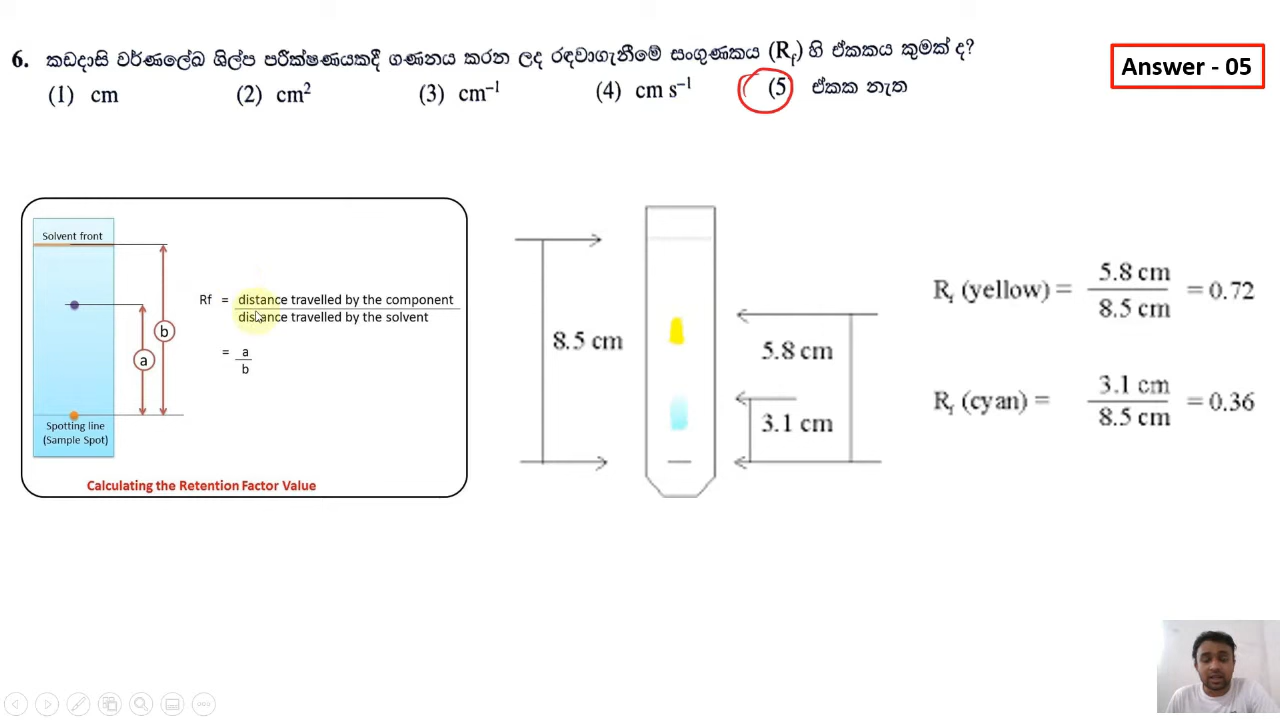 6. කඩදාසි වර්ණලේඛ ශිල්ප පරීක්ෂණයකදී ගණනය කරන ලද රඳවාගැනීමේ සංගුණකය (Rf) හි ඒකකය කුමක් ද?
(1) cm (2) cm² (3) cm⁻¹ (4) cm s⁻¹ (5 ඒකක නැත
Answer - 05
Solvent front
b
a
Spotting line
(Sample Spot)
Rf = distance travelled by the component
distance travelled by the solvent
= a
b
Calculating the Retention Factor Value
8.5 cm
5.8 cm
3.1 cm
Rf (yellow) = 5.8 cm = 0.72
8.5 cm
Rf (cyan) = 3.1 cm = 0.36
8.5 cm